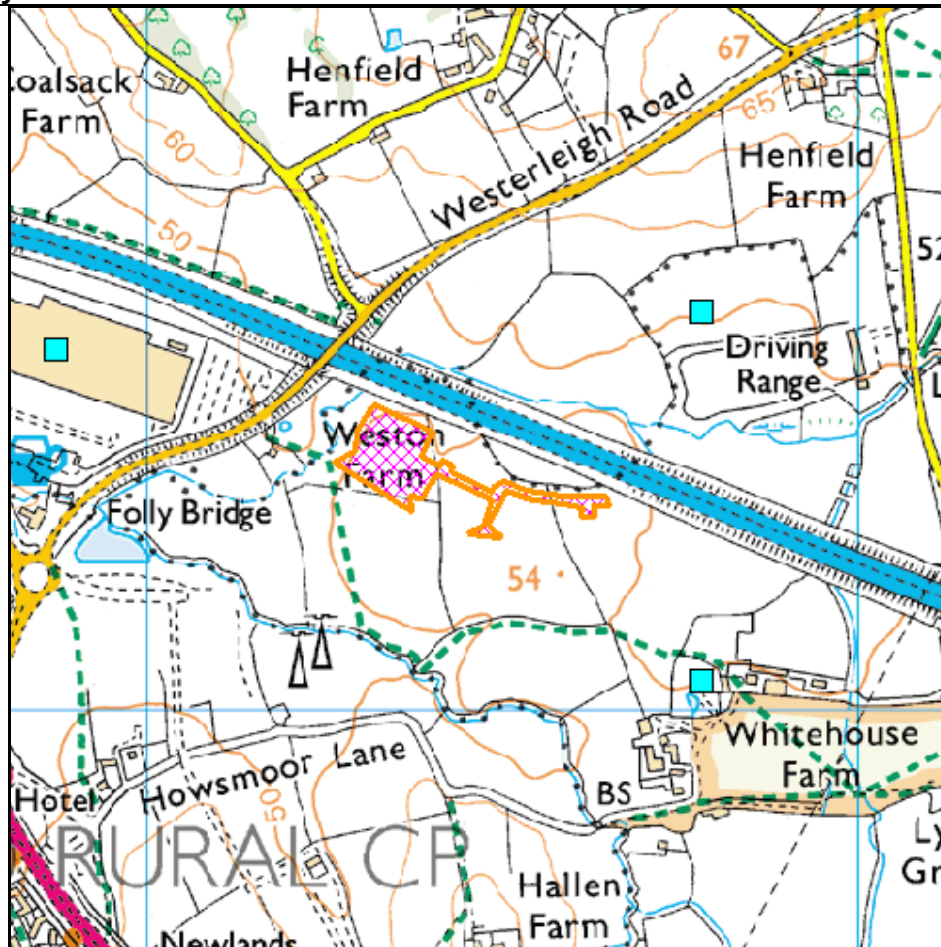 Coalsack
Farm
Henfield
Farm
67
65
60
Westerleigh Road
Henfield
Farm
50
52
Driving
Range
L
Weston
Farm
Folly Bridge
54
Whitehouse
Farm
Howsmoor Lane
BS
Hotel
50
RURAL CP
Ly
Gr
Hallen
Farm
Newlands